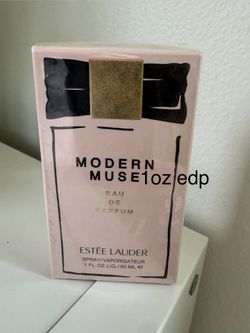 MODERN
MUSE
1oz edp
EAU
DE
PARFUM
ESTĒE LAUDER
SPRAY/VAPORISATEUR
1 FL.OZ.LIQ./30 ML ℮